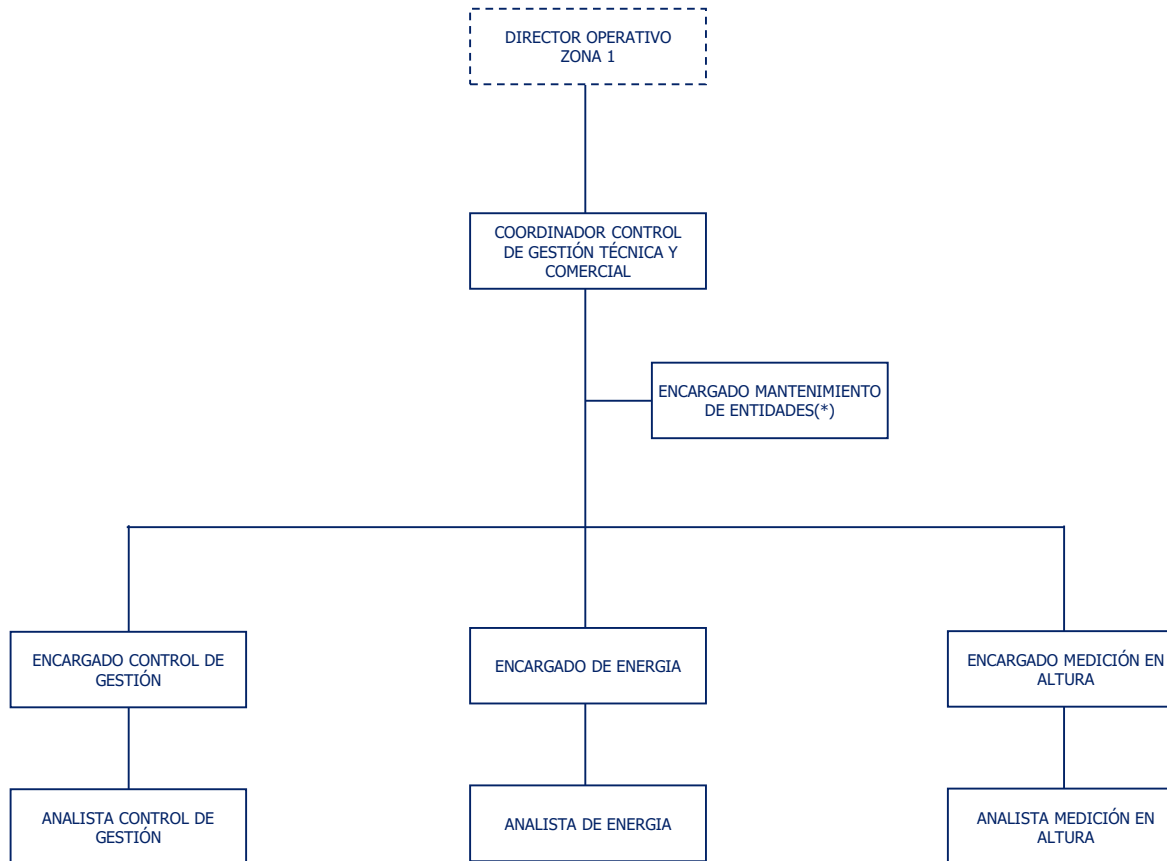 DIRECTOR OPERATIVO
ZONA 1
COORDINADOR CONTROL
DE GESTIÓN TÉCNICA Y
COMERCIAL
ENCARGADO MANTENIMIENTO
DE ENTIDADES(*)
ENCARGADO CONTROL DE
GESTIÓN
ENCARGADO DE ENERGIA
ENCARGADO MEDICIÓN EN
ALTURA
ANALISTA CONTROL DE
GESTIÓN
ANALISTA DE ENERGIA
ANALISTA MEDICIÓN EN
ALTURA